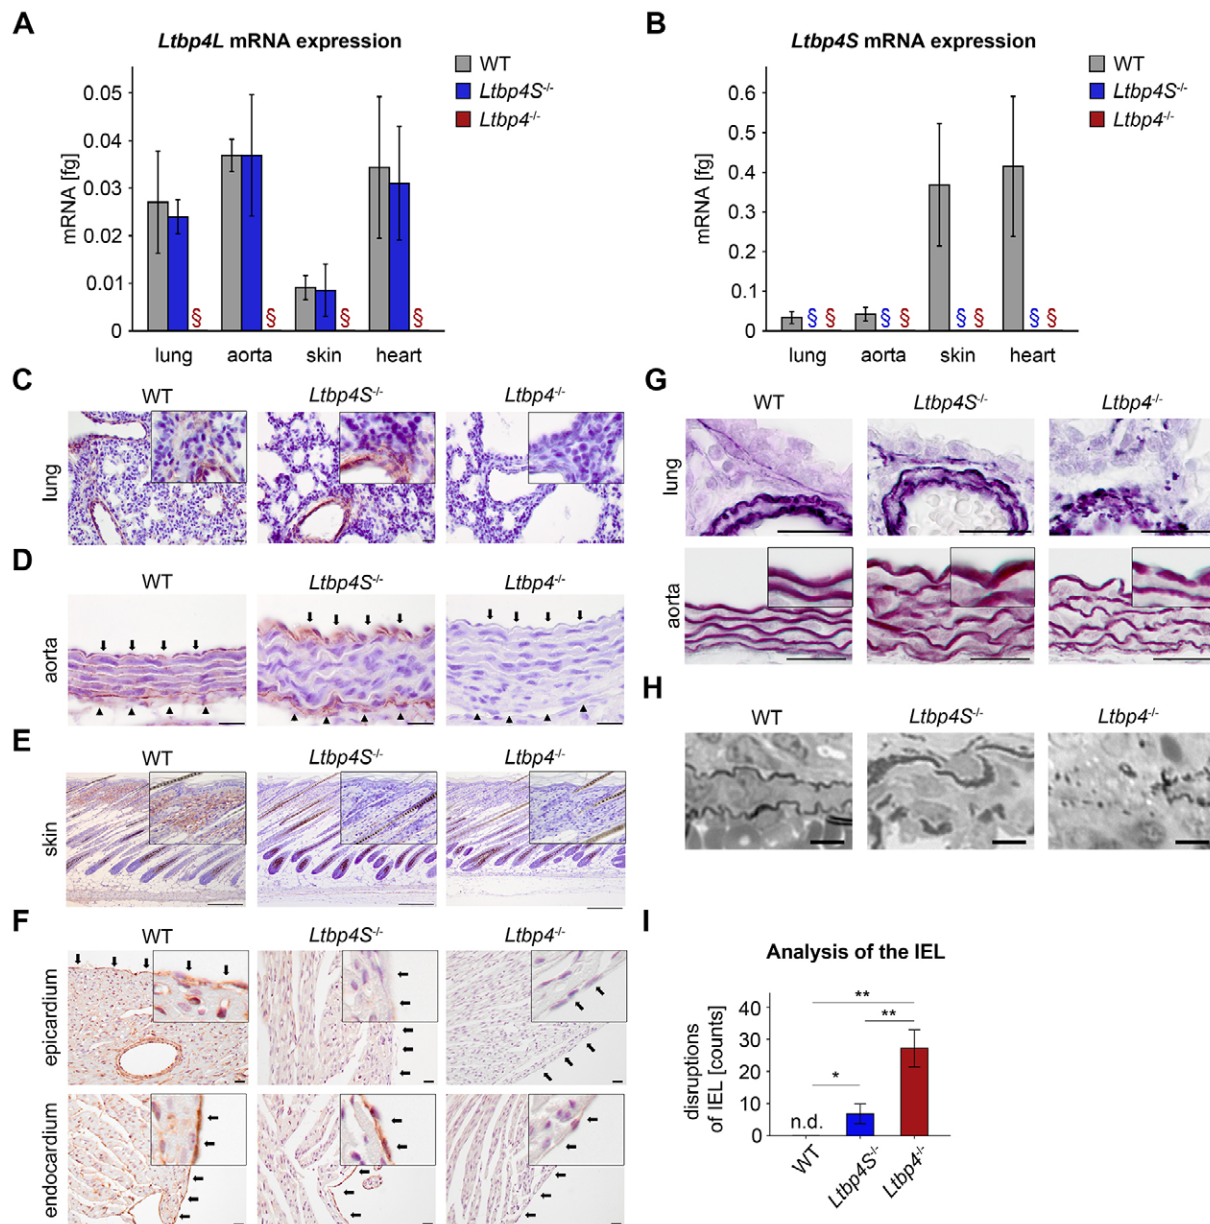 A
Ltbp4L mRNA expression
WT
Ltbp4S-/-
Ltbp4-/-
mRNA [fg]
0.05
0.04
0.03
0.02
0.01
0
§ § § §
lung aorta skin heart
B
Ltbp4S mRNA expression
WT
Ltbp4S-/-
Ltbp4-/-
mRNA [fg]
0.6
0.5
0.4
0.3
0.2
0.1
0
§ § § § § § § §
lung aorta skin heart
C
WT Ltbp4S-/- Ltbp4-/-
lung
D
WT Ltbp4S-/- Ltbp4-/-
aorta
E
WT Ltbp4S-/- Ltbp4-/-
skin
F
WT Ltbp4S-/- Ltbp4-/-
epicardium
endocardium
G
WT Ltbp4S-/- Ltbp4-/-
lung
aorta
H
WT Ltbp4S-/- Ltbp4-/-
I
Analysis of the IEL
disruptions
of IEL [counts]
40
30
20
10
0
**
**
*
n.d.
WT Ltbp4S-/- Ltbp4-/-